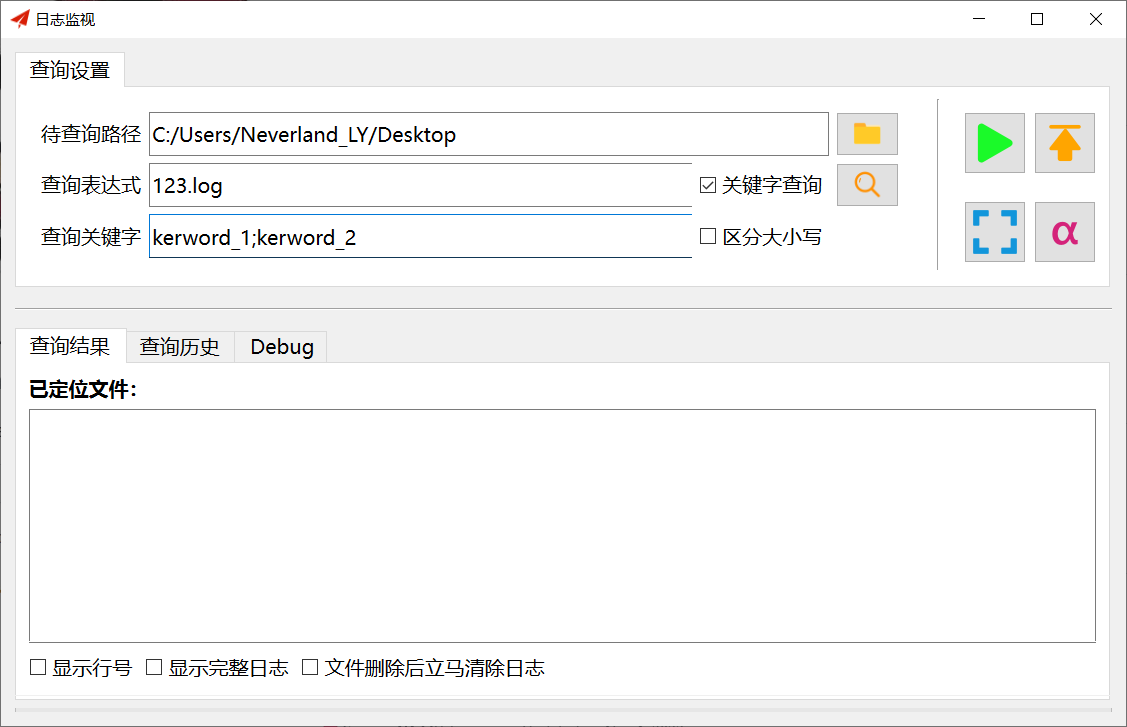 日志监视
查询设置
待查询路径 C:/Users/Neverland_LY/Desktop
查询表达式 123.log 关键字查询
查询关键字 kerword_1;kerword_2 区分大小写
α
查询结果 查询历史 Debug
已定位文件：
显示行号 显示完整日志 文件删除后立马清除日志